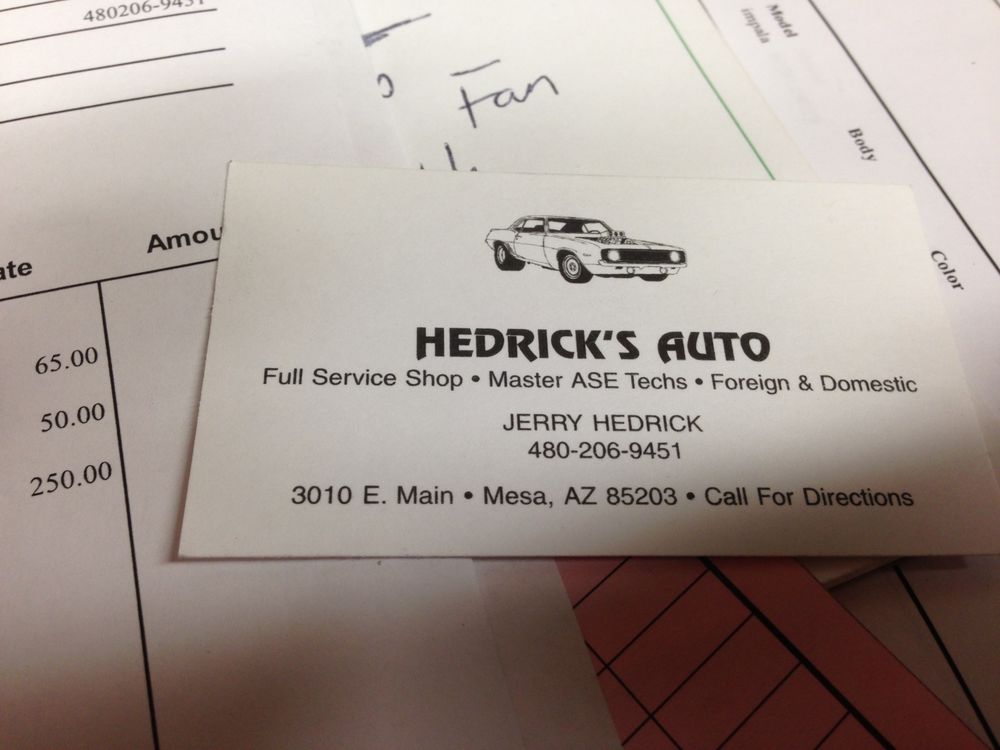 480206-9451
Fan
Model
impala
Body
Color
Amou
ate
65.00
50.00
250.00
HEDRICK'S AUTO
Full Service Shop • Master ASE Techs • Foreign & Domestic
JERRY HEDRICK
480-206-9451
3010 E. Main • Mesa, AZ 85203 • Call For Directions